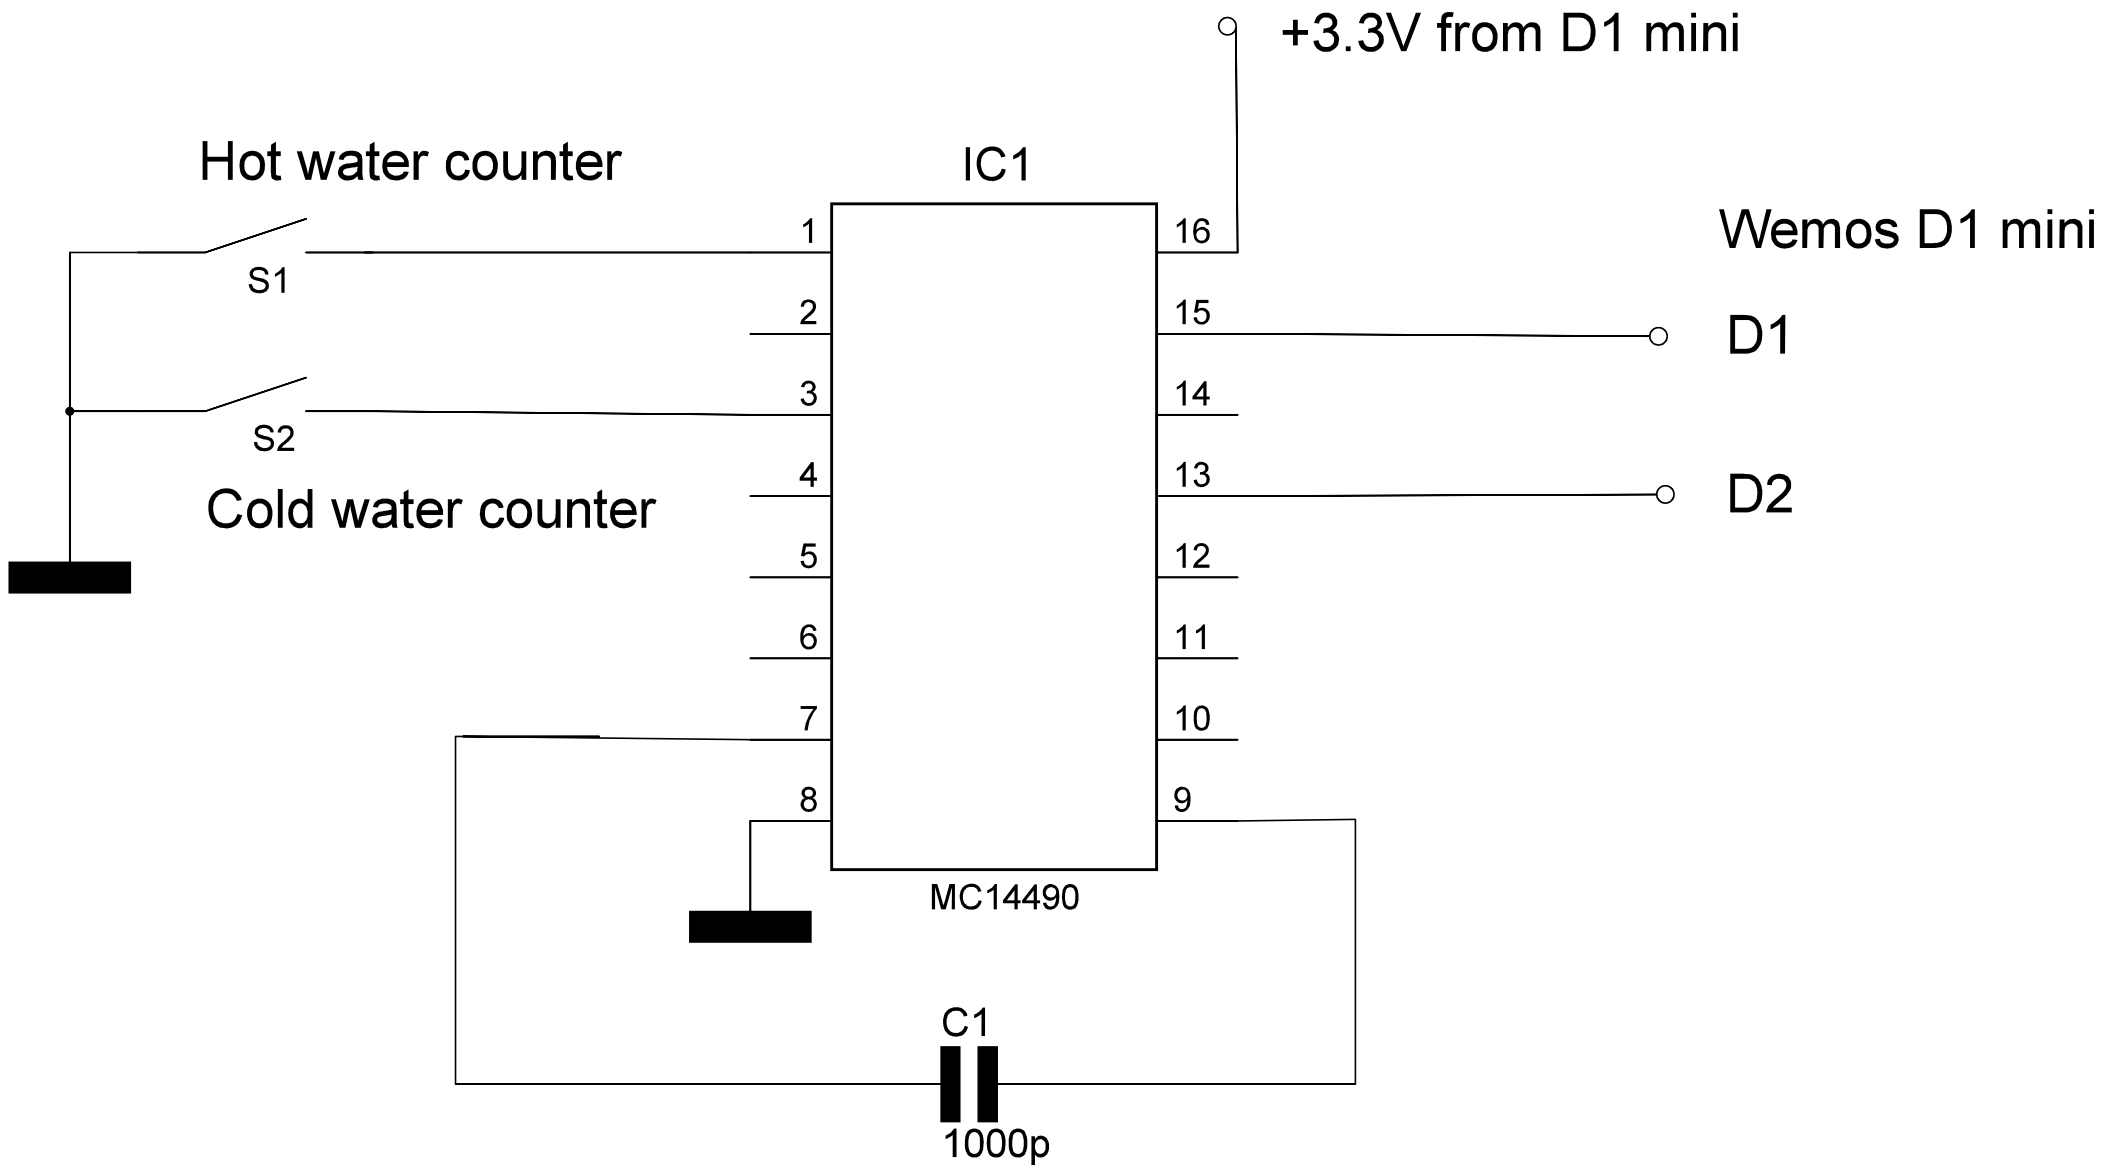 +3.3V from D1 mini
Hot water counter
IC1
Wemos D1 mini
1
16
S1
2
15
D1
3
14
S2
4
13
D2
Cold water counter
5
12
6
11
7
10
8
9
MC14490
C1
1000p